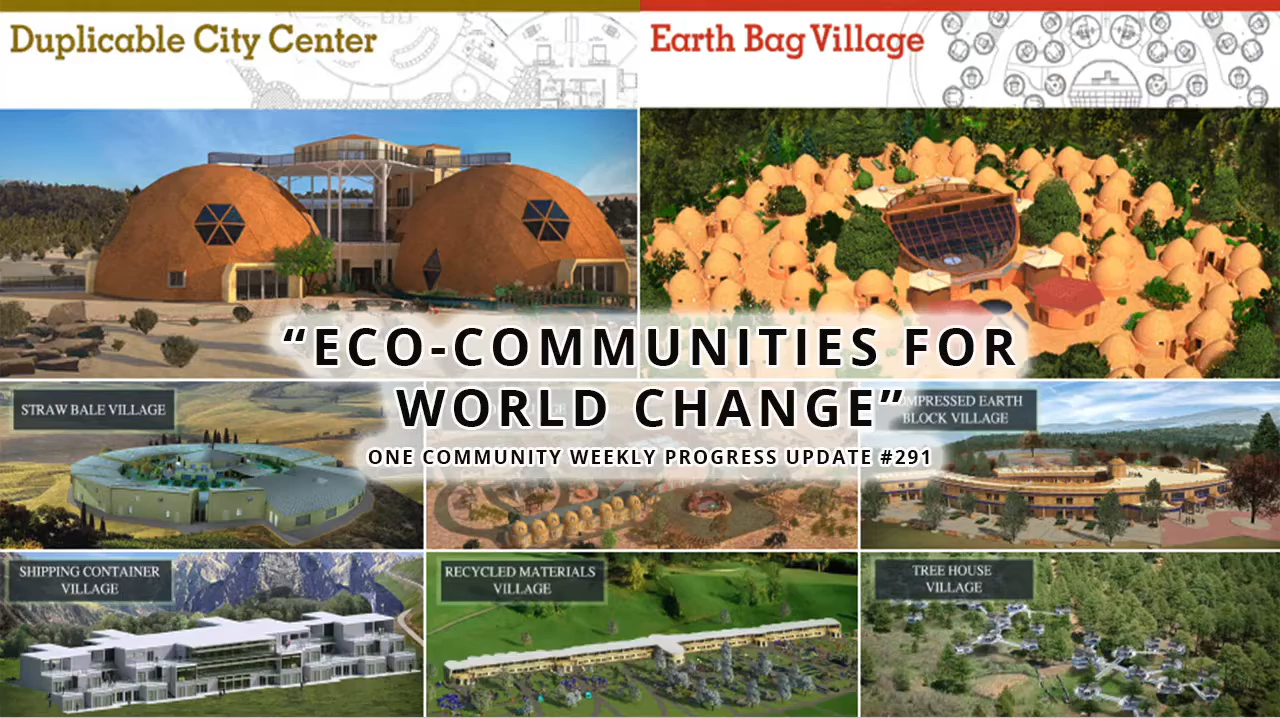 Duplicable City Center
Earth Bag Village
“ECO-COMMUNITIES FOR
WORLD CHANGE”
ONE COMMUNITY WEEKLY PROGRESS UPDATE #291
STRAW BALE VILLAGE
COMPRESSED EARTH
BLOCK VILLAGE
SHIPPING CONTAINER
VILLAGE
RECYCLED MATERIALS
VILLAGE
TREE HOUSE
VILLAGE